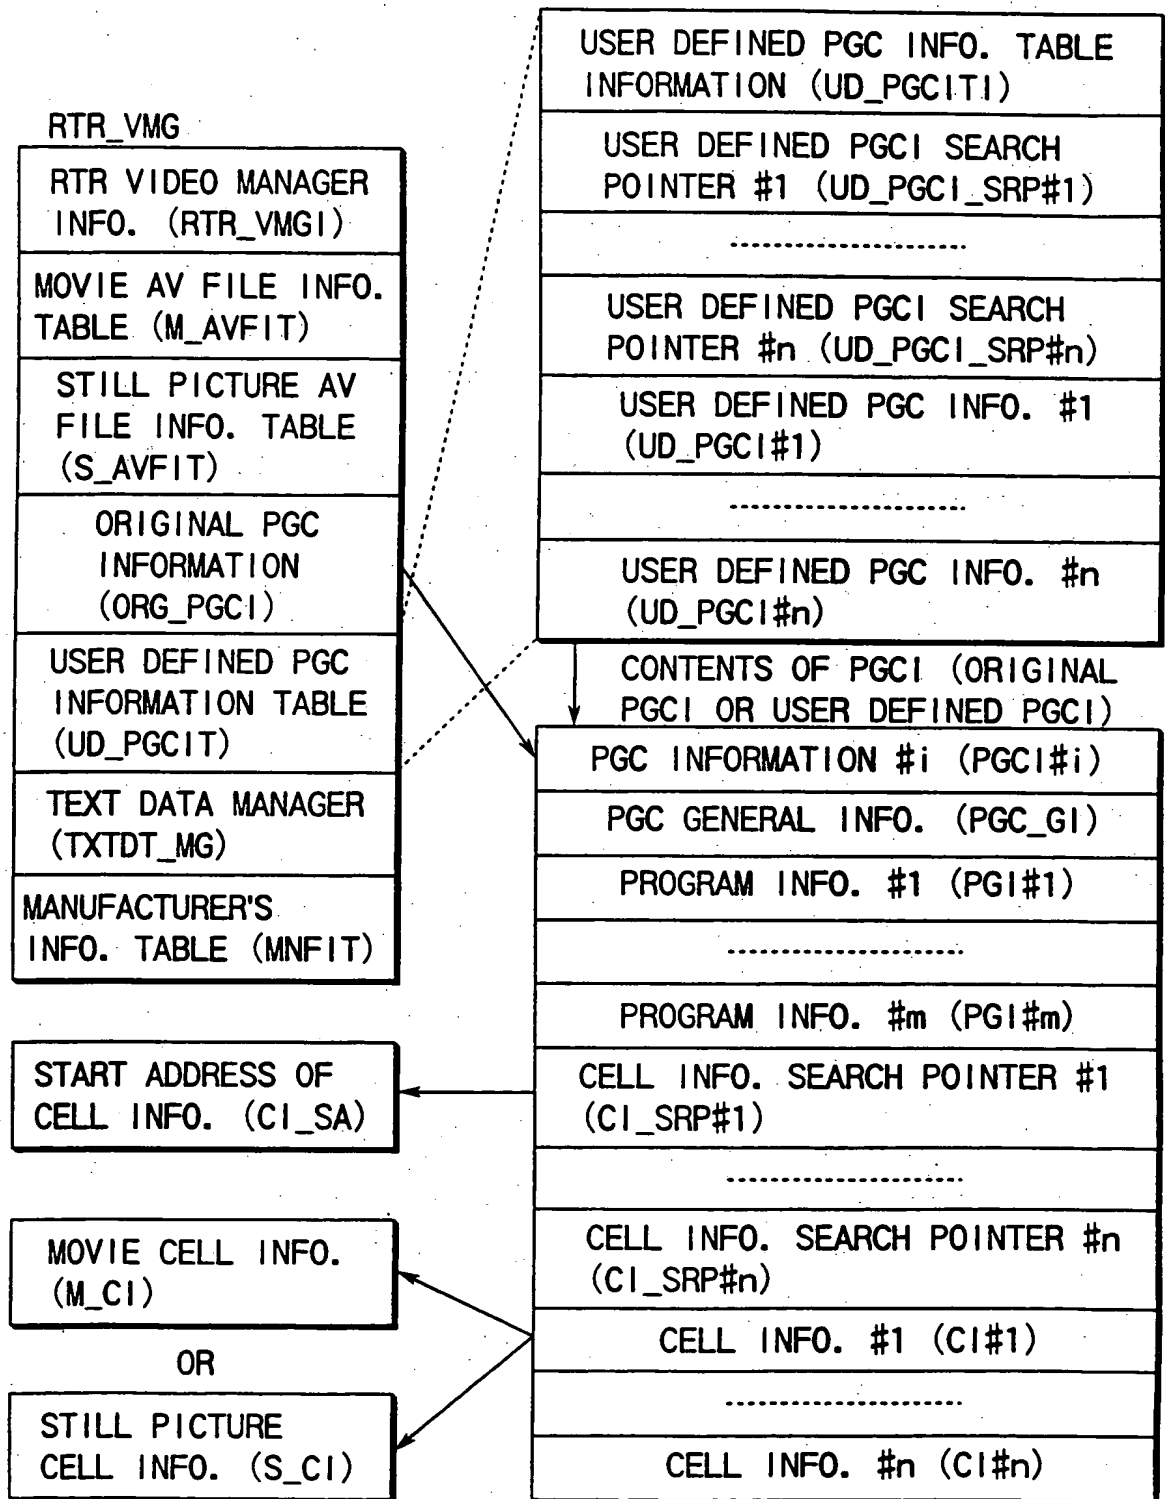 RTR_VMG
RTR VIDEO MANAGER
INFO. (RTR_VMGI)
MOVIE AV FILE INFO.
TABLE (M_AVFIT)
STILL PICTURE AV
FILE INFO. TABLE
(S_AVFIT)
ORIGINAL PGC
INFORMATION
(ORG_PGCI)
USER DEFINED PGC
INFORMATION TABLE
(UD_PGCIT)
TEXT DATA MANAGER
(TXTDT_MG)
MANUFACTURER'S
INFO. TABLE (MNFIT)
START ADDRESS OF
CELL INFO. (CI_SA)
MOVIE CELL INFO.
(M_CI)
OR
STILL PICTURE
CELL INFO. (S_CI)
USER DEFINED PGC INFO. TABLE
INFORMATION (UD_PGCITI)
USER DEFINED PGCI SEARCH
POINTER #1 (UD_PGCI_SRP#1)
USER DEFINED PGCI SEARCH
POINTER #n (UD_PGCI_SRP#n)
USER DEFINED PGC INFO. #1
(UD_PGCI#1)
USER DEFINED PGC INFO. #n
(UD_PGCI#n)
CONTENTS OF PGCI (ORIGINAL
PGCI OR USER DEFINED PGCI)
PGC INFORMATION #i (PGCI#i)
PGC GENERAL INFO. (PGC_GI)
PROGRAM INFO. #1 (PGI#1)
PROGRAM INFO. #m (PGI#m)
CELL INFO. SEARCH POINTER #1
(CI_SRP#1)
CELL INFO. SEARCH POINTER #n
(CI_SRP#n)
CELL INFO. #1 (CI#1)
CELL INFO. #n (CI#n)